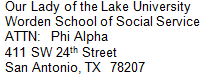 Our Lady of the Lake University
Worden School of Social Service
ATTN:  Phi Alpha
411 SW 24th Street
San Antonio, TX  78207